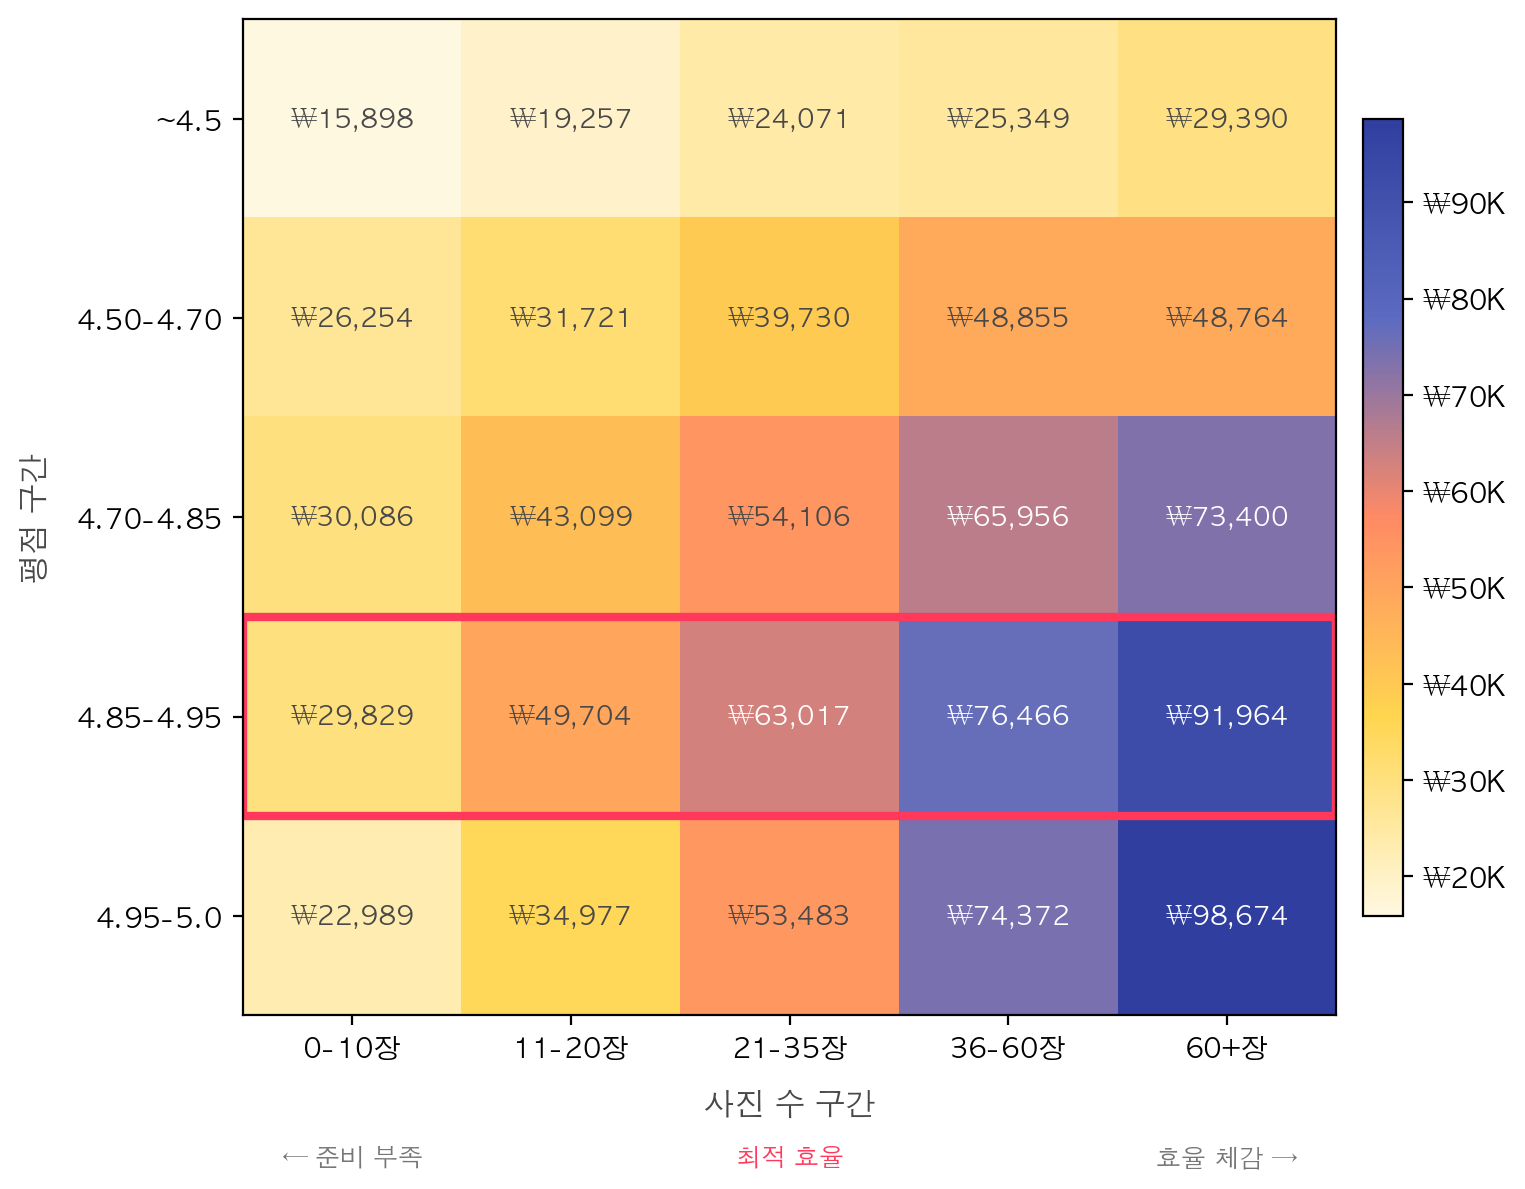 ~4.5
₩15,898 ₩19,257 ₩24,071 ₩25,349 ₩29,390
₩90K
₩80K
4.50-4.70
₩26,254 ₩31,721 ₩39,730 ₩48,855 ₩48,764
₩70K
₩60K
평점 구간
4.70-4.85
₩30,086 ₩43,099 ₩54,106 ₩65,956 ₩73,400
₩50K
₩40K
4.85-4.95
₩29,829 ₩49,704 ₩63,017 ₩76,466 ₩91,964
₩30K
₩20K
4.95-5.0
₩22,989 ₩34,977 ₩53,483 ₩74,372 ₩98,674
0-10장 11-20장 21-35장 36-60장 60+장
사진 수 구간
← 준비 부족 최적 효율 효율 체감 →